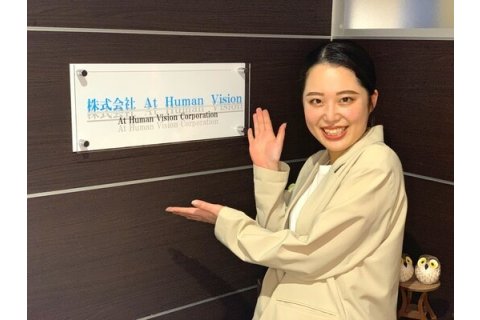 株式会社 At Human Vision
At Human Vision Corporation